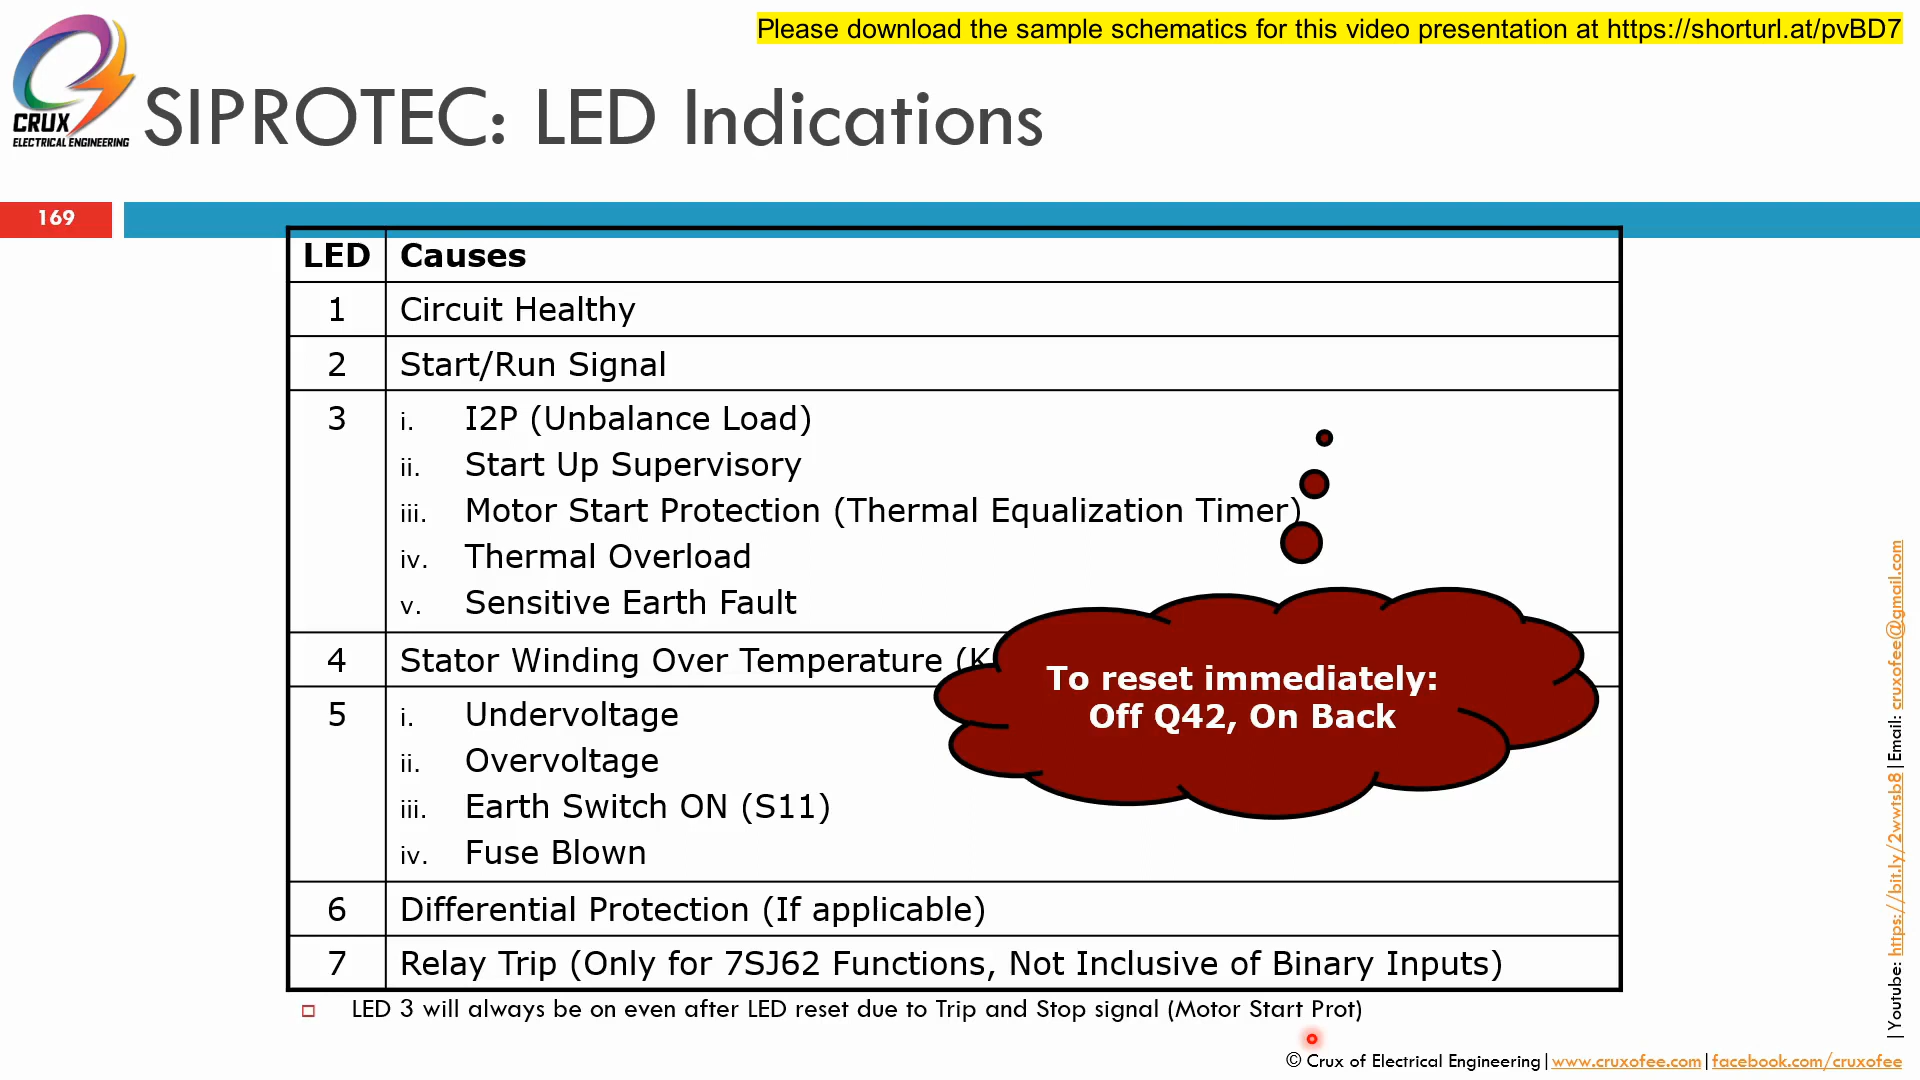 Please download the sample schematics for this video presentation at https://shorturl.at/pvBD7
CRUX
ELECTRICAL ENGINEERING
SIPROTEC: LED Indications
169
LED Causes
1 Circuit Healthy
2 Start/Run Signal
3 i. I2P (Unbalance Load)
ii. Start Up Supervisory
iii. Motor Start Protection (Thermal Equalization Timer)
iv. Thermal Overload
v. Sensitive Earth Fault
4 Stator Winding Over Temperature
To reset immediately:
Off Q42, On Back
5 i. Undervoltage
ii. Overvoltage
iii. Earth Switch ON (S11)
iv. Fuse Blown
6 Differential Protection (If applicable)
7 Relay Trip (Only for 7SJ62 Functions, Not Inclusive of Binary Inputs)
LED 3 will always be on even after LED reset due to Trip and Stop signal (Motor Start Prot)
© Crux of Electrical Engineering|www.cruxofee.com|facebook.com/cruxofee
|Youtube: https://bit.ly/2wwtsb8|Email: cruxofee@gmail.com